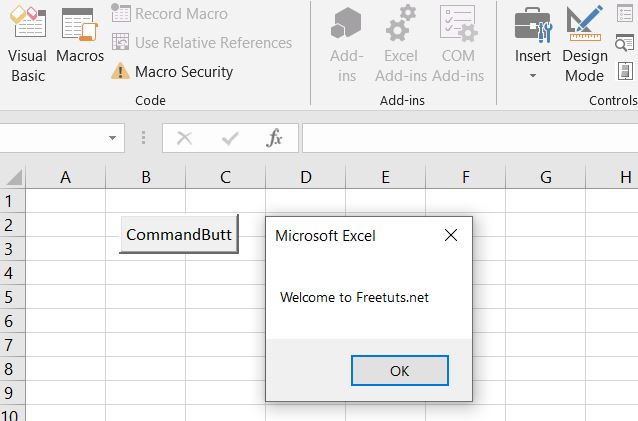 Visual Basic
Macros
Record Macro
Use Relative References
Macro Security
Code
Add-ins
Excel Add-ins
COM Add-ins
Add-ins
Insert
Design Mode
Controls
fx
A B C D E F G H
1
2
3
4
5
6
7
8
9
10
CommandButt
Microsoft Excel
Welcome to Freetuts.net
OK